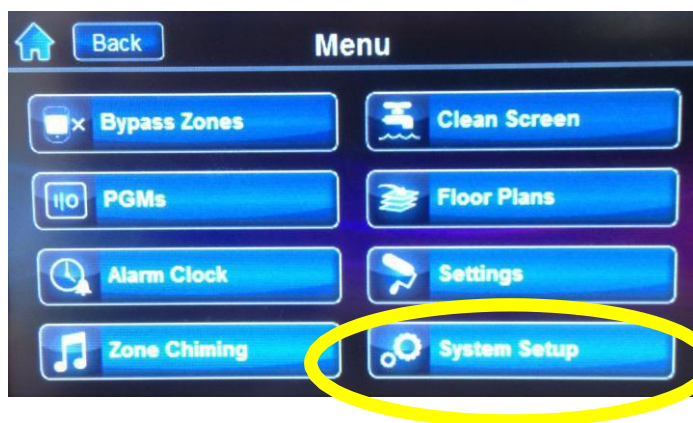 Back
Menu
Bypass Zones
Clean Screen
I|O PGMs
Floor Plans
Alarm Clock
Settings
Zone Chiming
System Setup